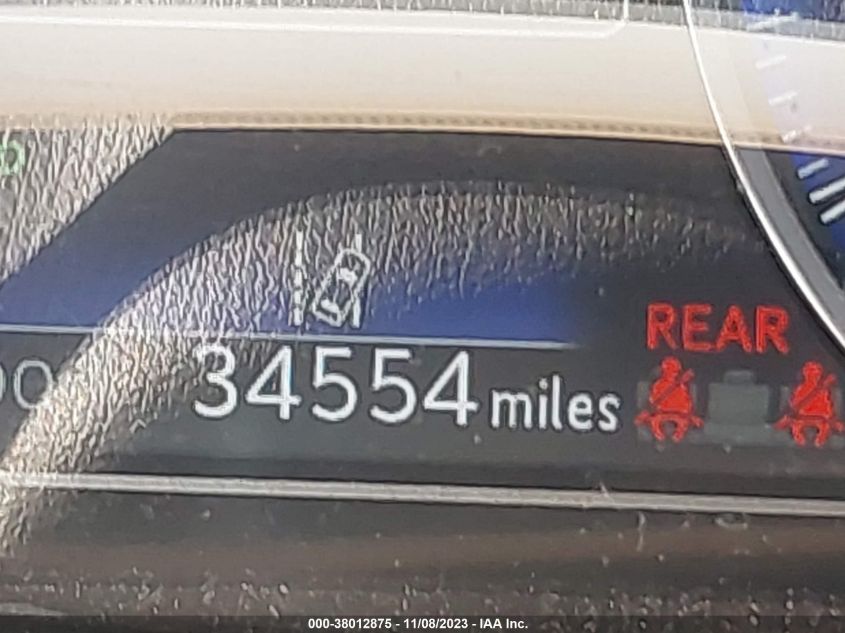 REAR
34554 miles
000-38012875 - 11/08/2023 - IAA Inc.